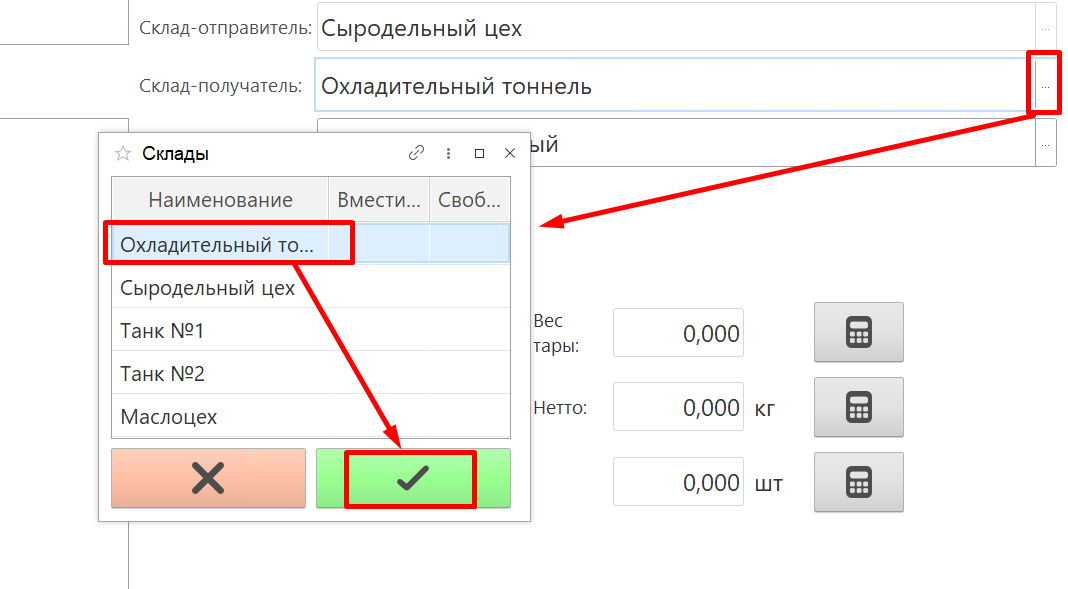 Склад-отправитель: Сыродельный цех ...
Склад-получатель: Охладительный тоннель ...
ый ...
Склады
Наименование Вмести... Своб...
Охладительный то...
Сыродельный цех
Танк №1
Танк №2
Маслоцех
Вес
тары: 0,000
Нетто: 0,000 кг
0,000 шт